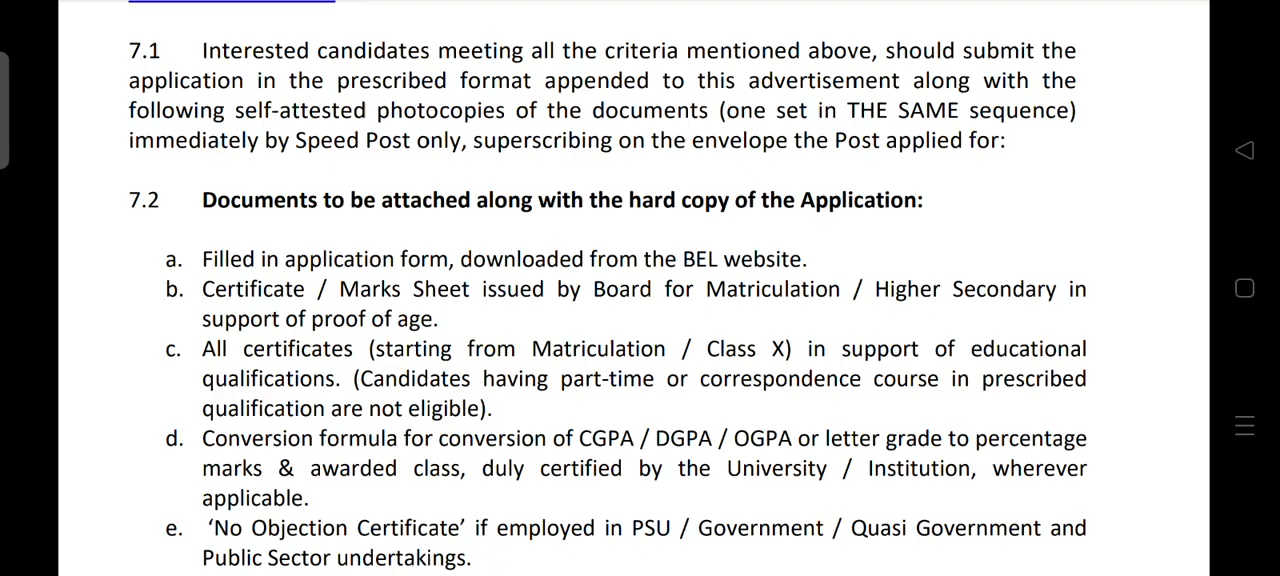 7.1 Interested candidates meeting all the criteria mentioned above, should submit the
application in the prescribed format appended to this advertisement along with the
following self-attested photocopies of the documents (one set in THE SAME sequence)
immediately by Speed Post only, superscribing on the envelope the Post applied for:
7.2 Documents to be attached along with the hard copy of the Application:
a. Filled in application form, downloaded from the BEL website.
b. Certificate / Marks Sheet issued by Board for Matriculation / Higher Secondary in
support of proof of age.
c. All certificates (starting from Matriculation / Class X) in support of educational
qualifications. (Candidates having part-time or correspondence course in prescribed
qualification are not eligible).
d. Conversion formula for conversion of CGPA / DGPA / OGPA or letter grade to percentage
marks & awarded class, duly certified by the University / Institution, wherever
applicable.
e. ‘No Objection Certificate’ if employed in PSU / Government / Quasi Government and
Public Sector undertakings.